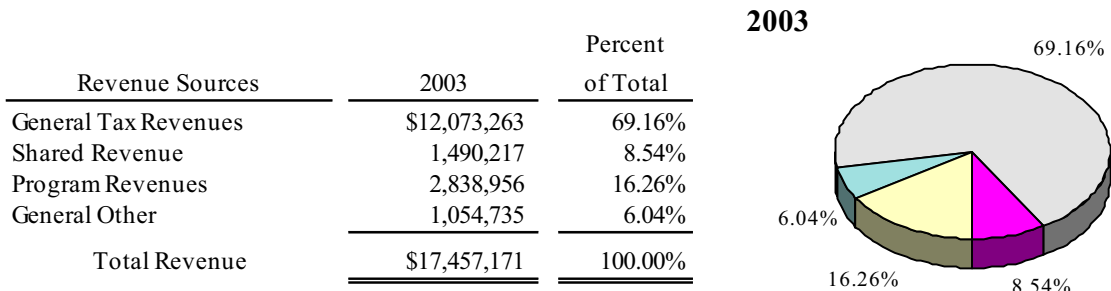 2003
Percent
Revenue Sources 2003 of Total
General Tax Revenues $12,073,263 69.16%
Shared Revenue 1,490,217 8.54%
Program Revenues 2,838,956 16.26%
General Other 1,054,735 6.04%
Total Revenue $17,457,171 100.00%
69.16%
6.04%
16.26%
8.54%